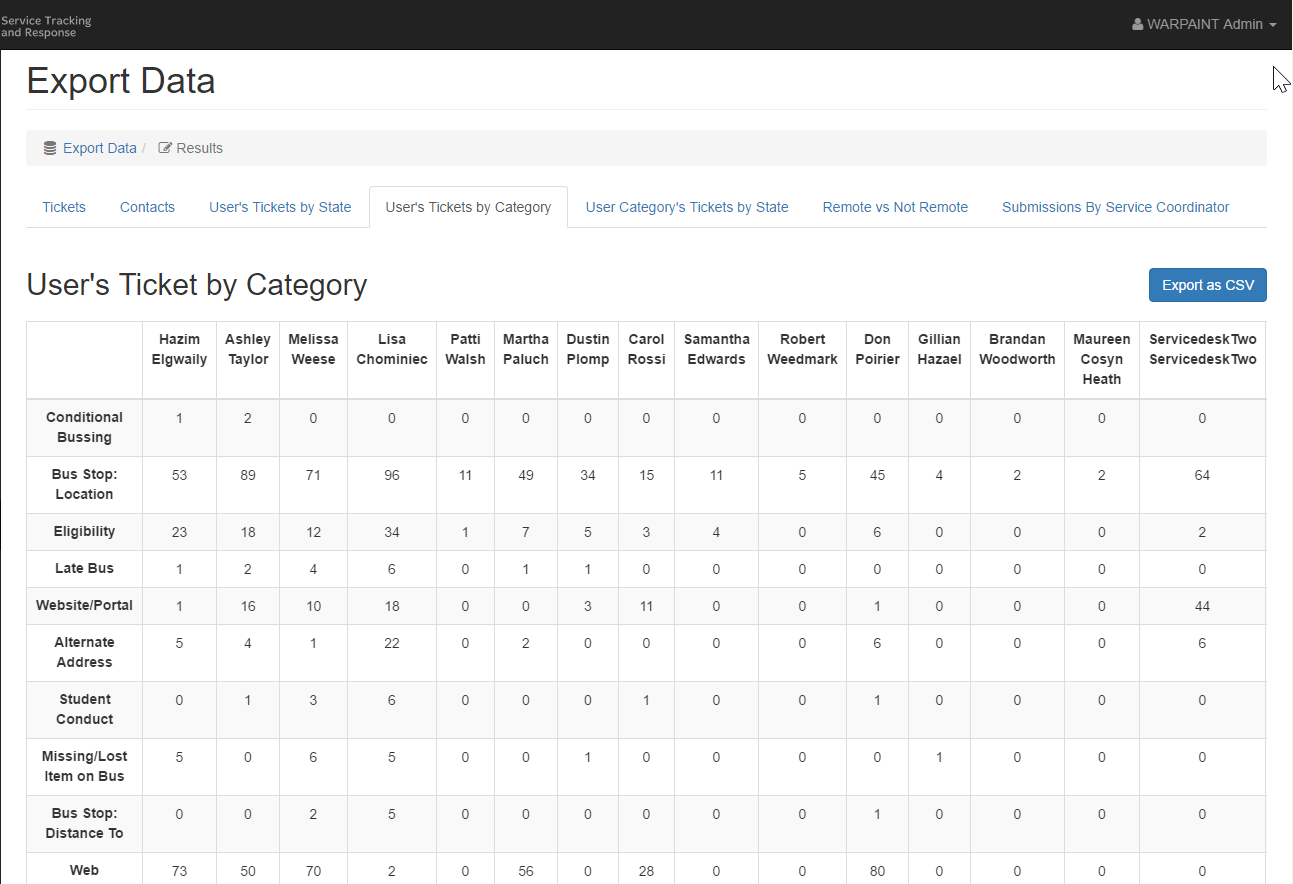 Service Tracking
and Response
WARPAINT Admin
Export Data
Export Data / Results
Tickets Contacts User's Tickets by State User's Tickets by Category User Category's Tickets by State Remote vs Not Remote Submissions By Service Coordinator
User's Ticket by Category
Export as CSV
Hazim Ashley Melissa Lisa Patti Martha Dustin Carol Samantha Robert Don Gillian Brandan Maureen ServicedeskTwo
Elgwaily Taylor Weese Chominiec Walsh Paluch Plomp Rossi Edwards Weedmark Poirier Hazael Woodworth Cosyn ServicedeskTwo
Heath
Conditional 1 2 0 0 0 0 0 0 0 0 0 0 0 0 0
Bussing
Bus Stop: 53 89 71 96 11 49 34 15 11 5 45 4 2 2 64
Location
Eligibility 23 18 12 34 1 7 5 3 4 0 6 0 0 0 2
Late Bus 1 2 4 6 0 1 1 0 0 0 0 0 0 0 0
Website/Portal 1 16 10 18 0 0 3 11 0 0 1 0 0 0 44
Alternate 5 4 1 22 0 2 0 0 0 0 6 0 0 0 6
Address
Student 0 1 3 6 0 0 0 1 0 0 1 0 0 0 0
Conduct
Missing/Lost 5 0 6 5 0 0 1 0 0 0 0 1 0 0 0
Item on Bus
Bus Stop: 0 0 2 5 0 0 0 0 0 0 1 0 0 0 0
Distance To
Web 73 50 70 2 0 56 0 28 0 0 80 0 0 0 0